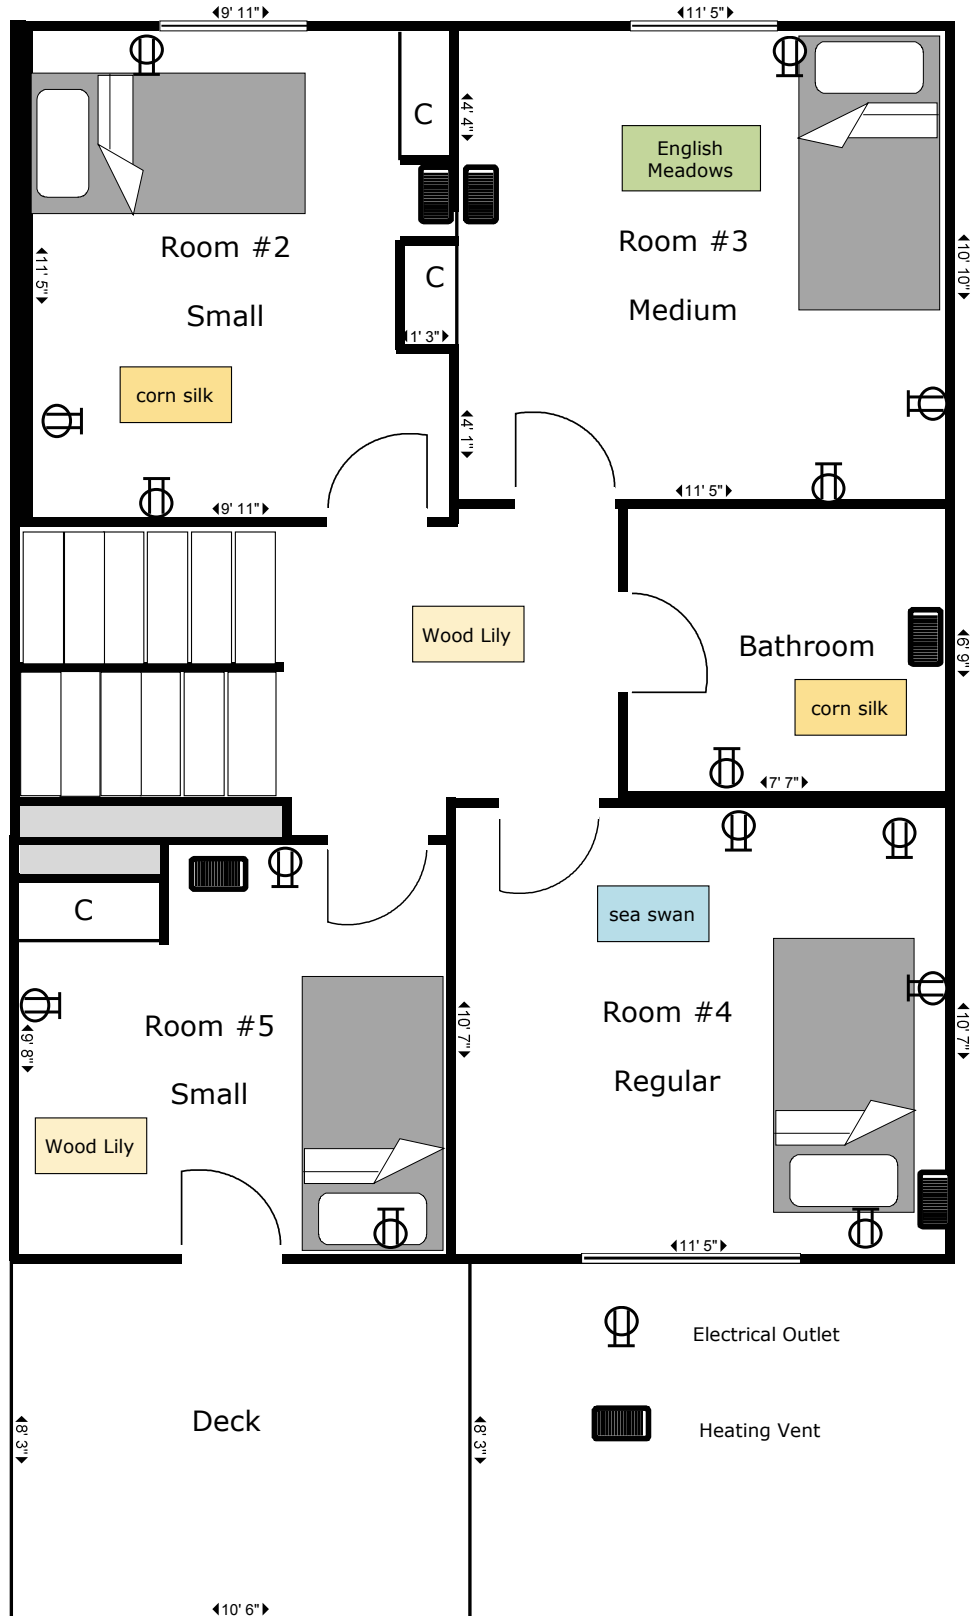 9' 11"
11' 5"
C
4' 4"
English
Meadows
Room #2
Room #3
11' 5"
10' 10"
C
Small
Medium
1' 3"
corn silk
4' 1"
9' 11"
11' 5"
Wood Lily
Bathroom
6' 9"
corn silk
7' 7"
C
sea swan
Room #5
Room #4
9' 8"
10' 7"
10' 7"
Small
Regular
Wood Lily
11' 5"
Electrical Outlet
Deck
8' 3"
8' 3"
Heating Vent
10' 6"